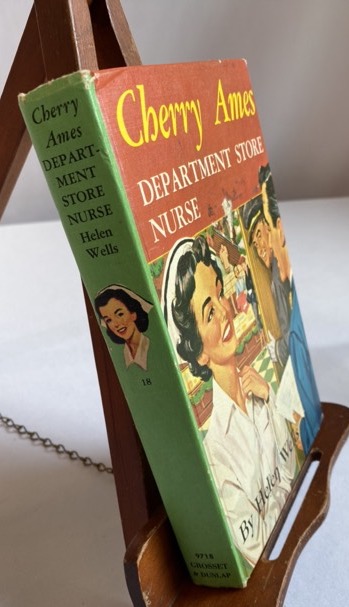 Cherry
Ames
DEPART-
MENT
STORE
NURSE
Helen
Wells
18
9718
GROSSET
& DUNLAP
Cherry Ames
DEPARTMENT STORE
NURSE
By Helen Wells